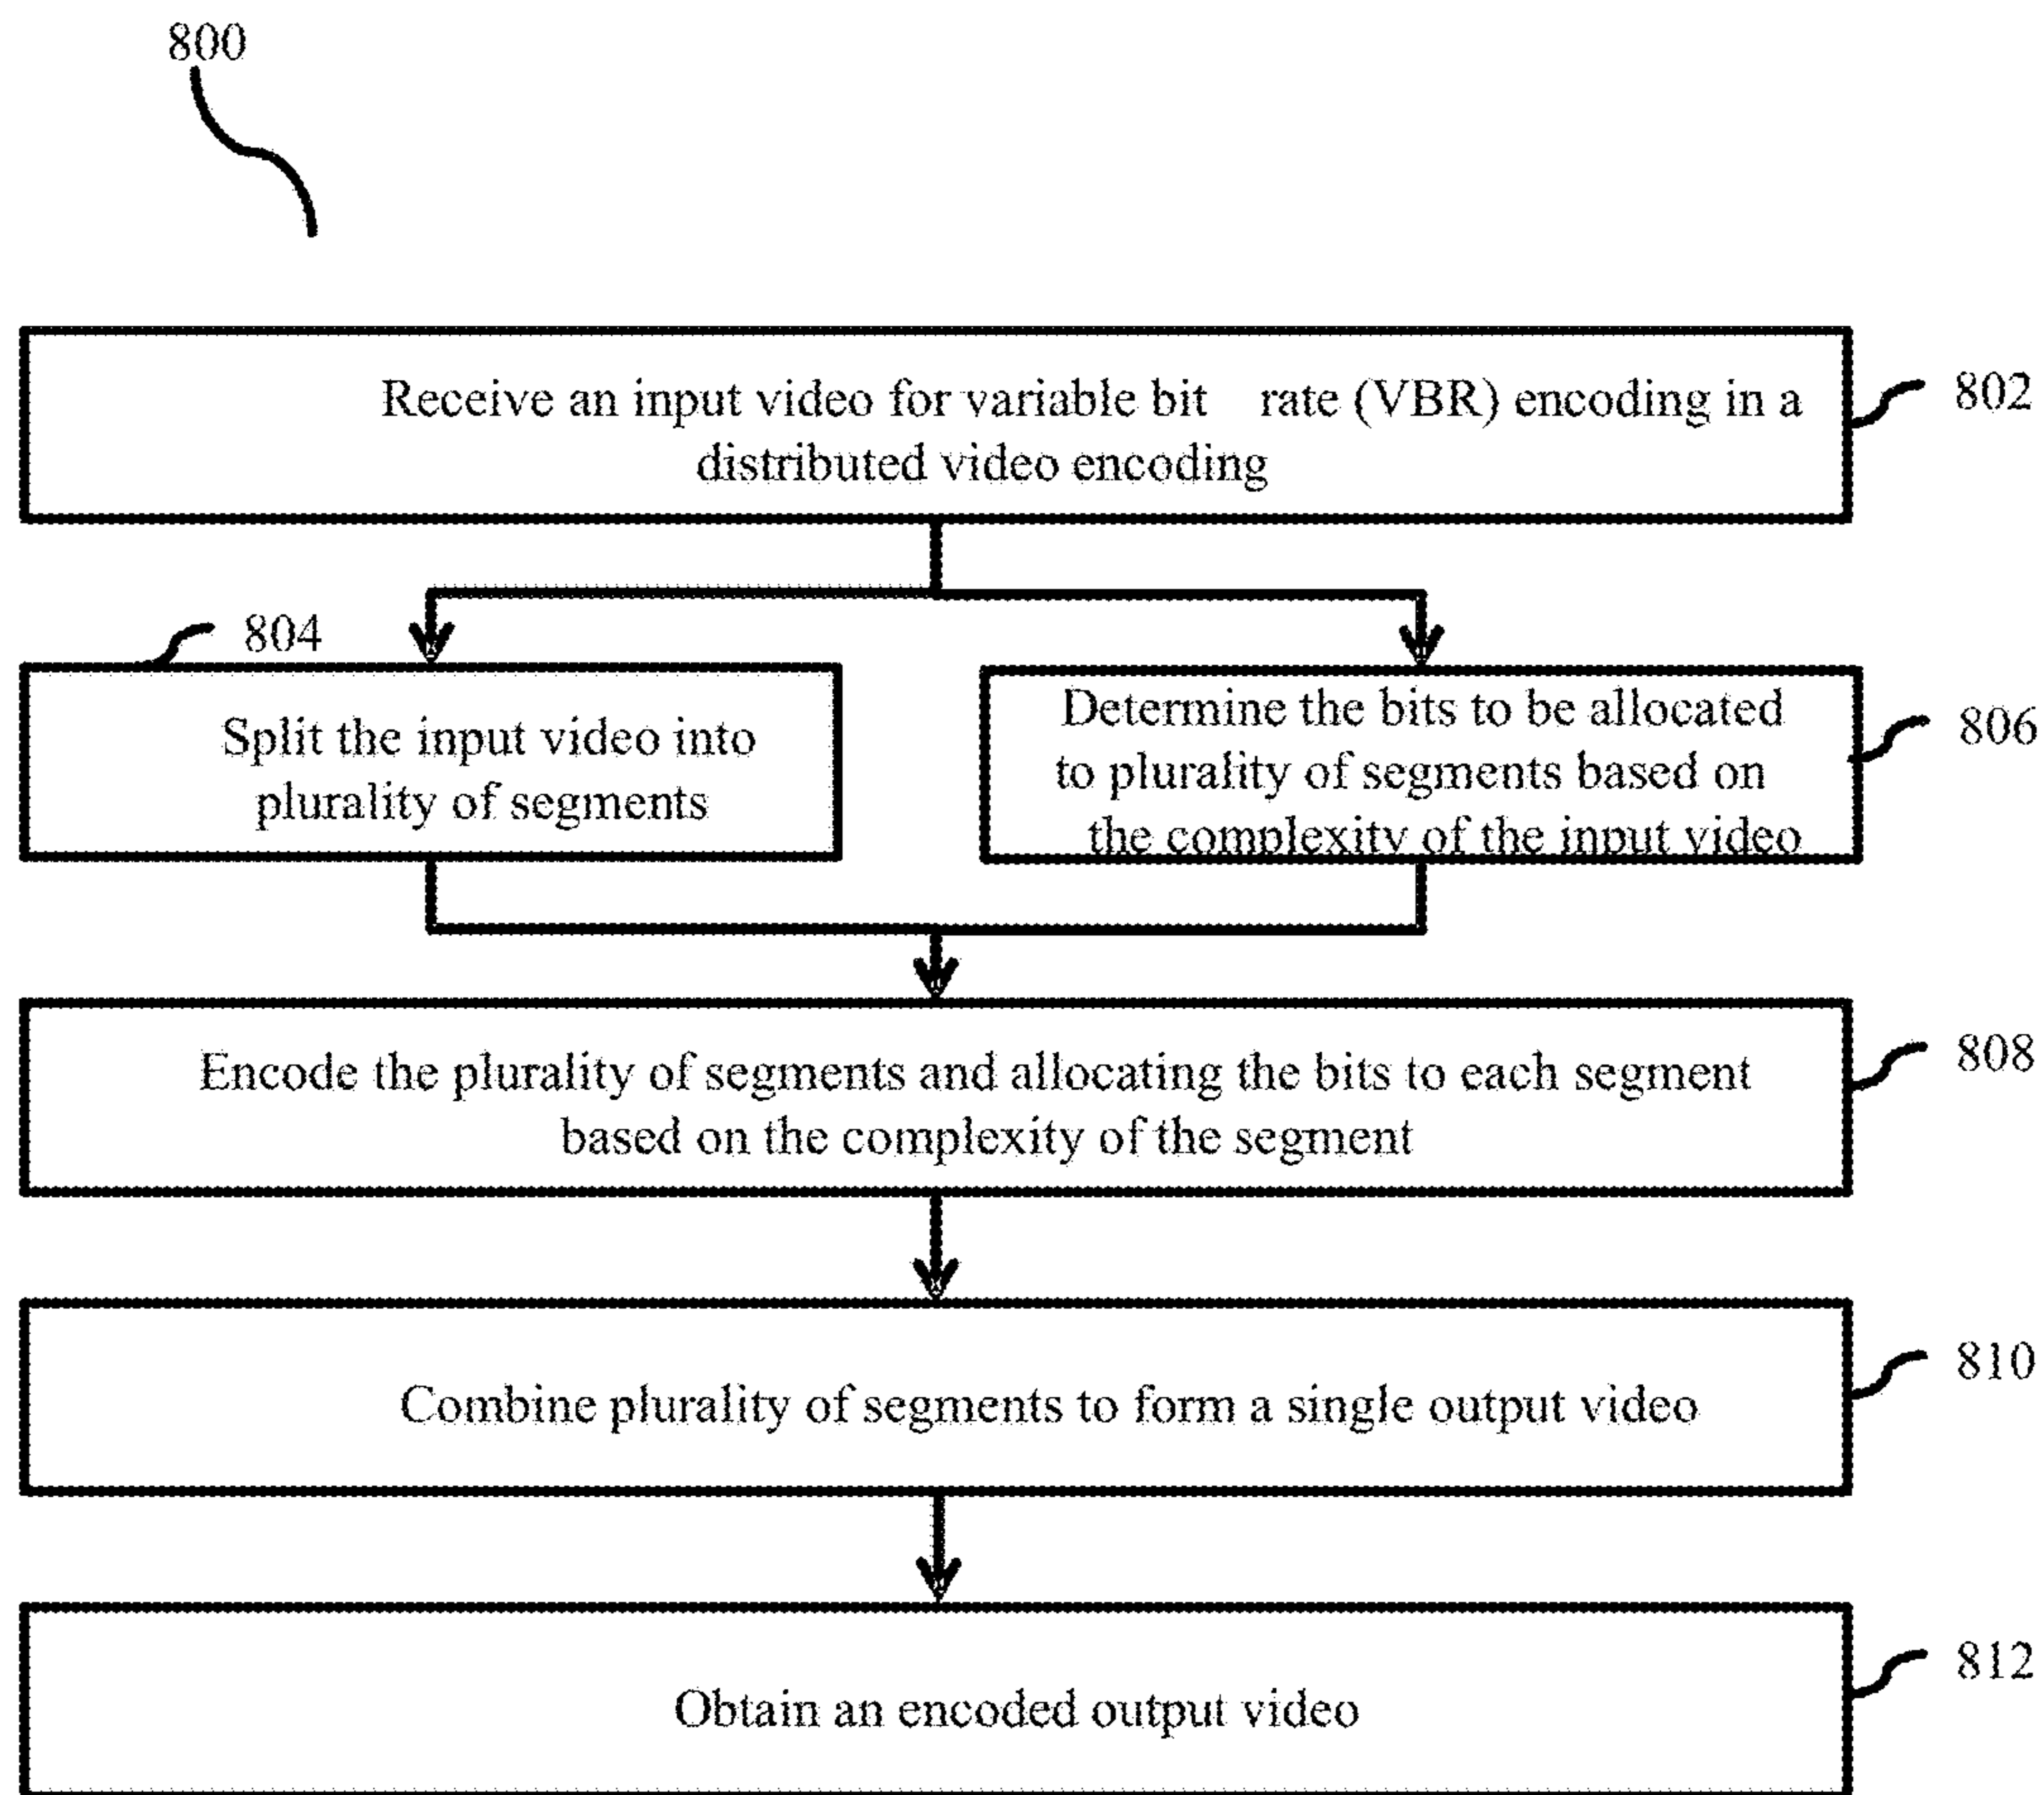 800
Receive an input video for variable bit rate (VBR) encoding in a
distributed video encoding
802
804
Split the input video into
plurality of segments
Determine the bits to be allocated
to plurality of segments based on
the complexity of the input video
806
Encode the plurality of segments and allocating the bits to each segment
based on the complexity of the segment
808
Combine plurality of segments to form a single output video
810
Obtain an encoded output video
812